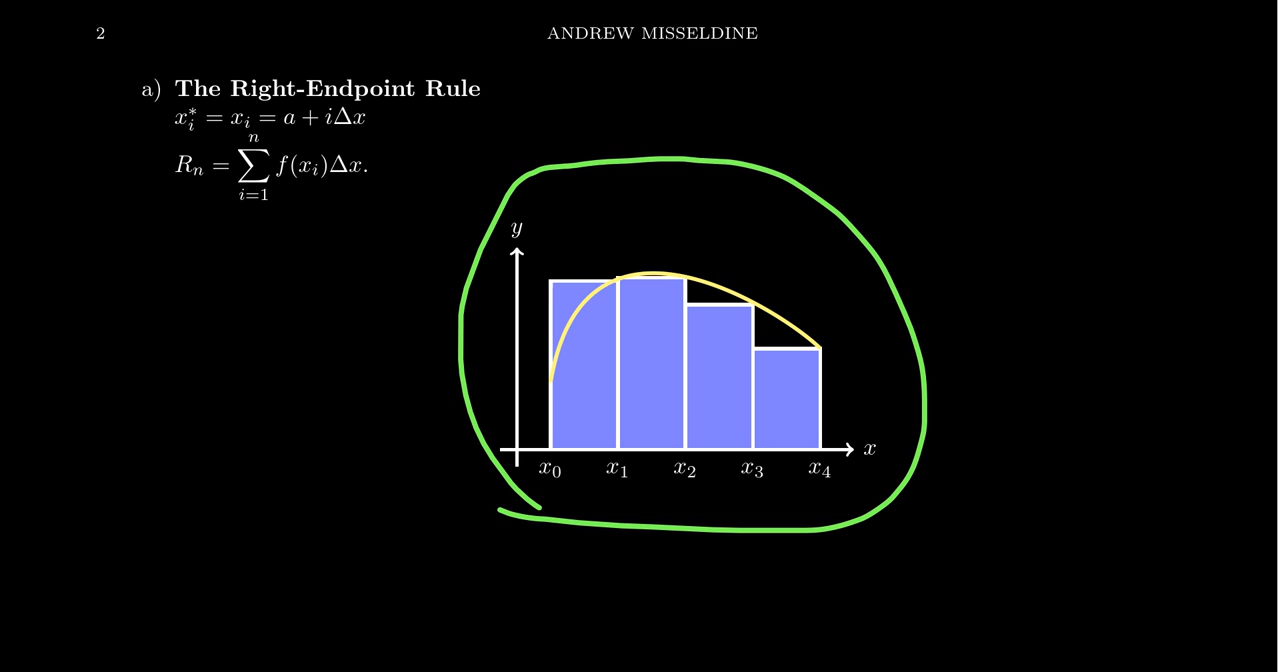 2 ANDREW MISSELDINE
a) The Right-Endpoint Rule
x_i^* = x_i = a + iΔx
R_n = \sum_{i=1}^{n} f(x_i)Δx.
y
x
x_0 x_1 x_2 x_3 x_4